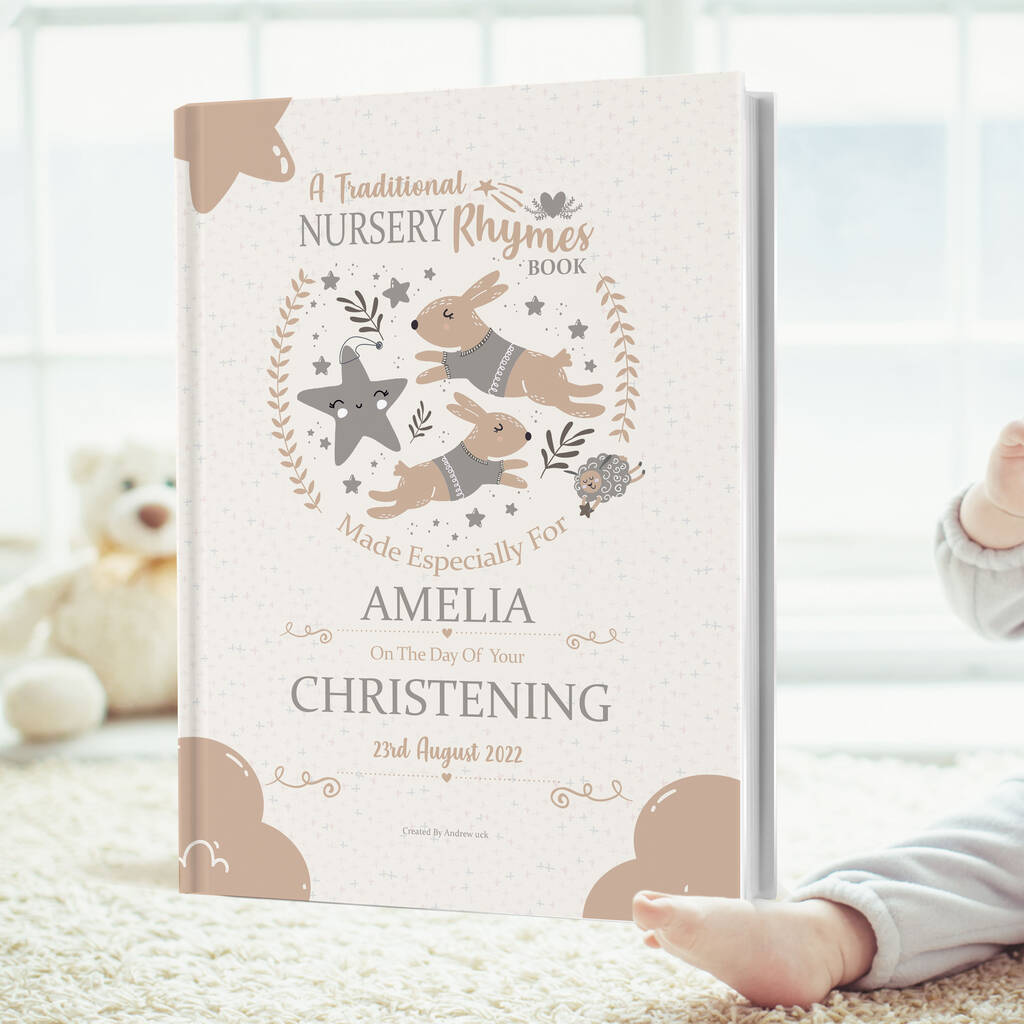 A Traditional
NURSERY Rhymes
BOOK
Made Especially For
AMELIA
On The Day Of Your
CHRISTENING
23rd August 2022
Created By Andrew uck